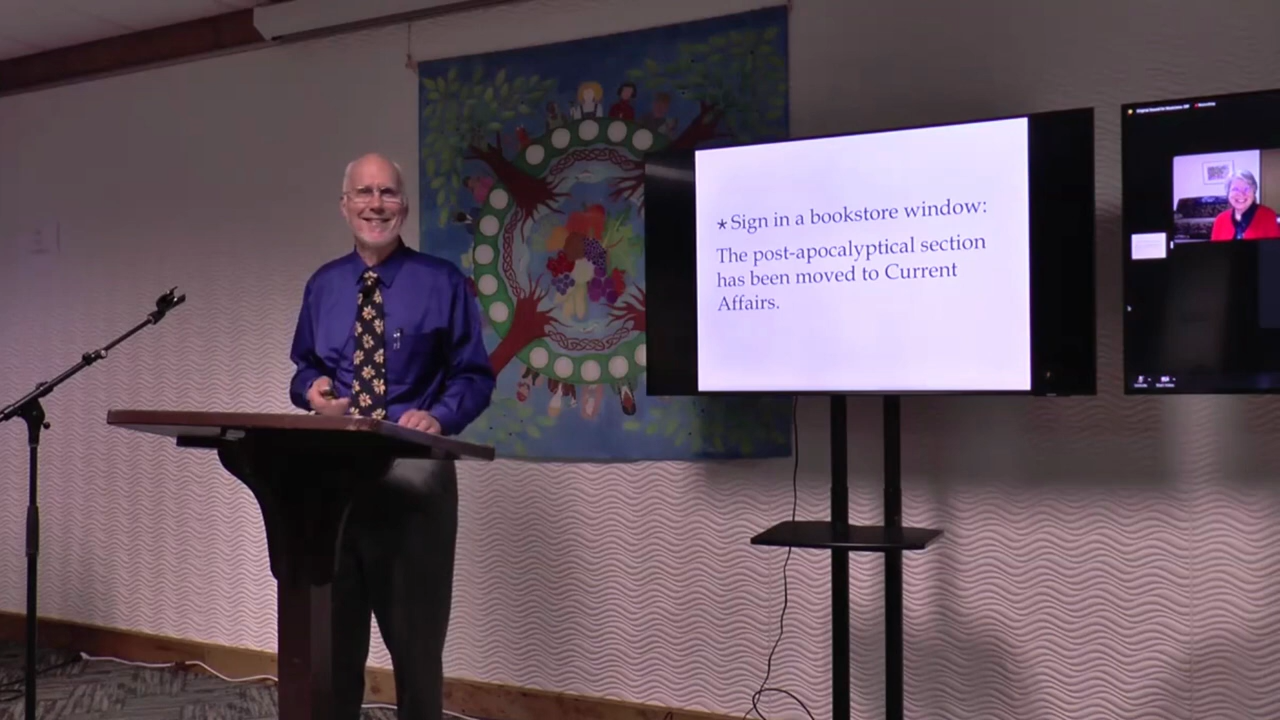 * Sign in a bookstore window:
The post-apocalyptical section
has been moved to Current
Affairs.